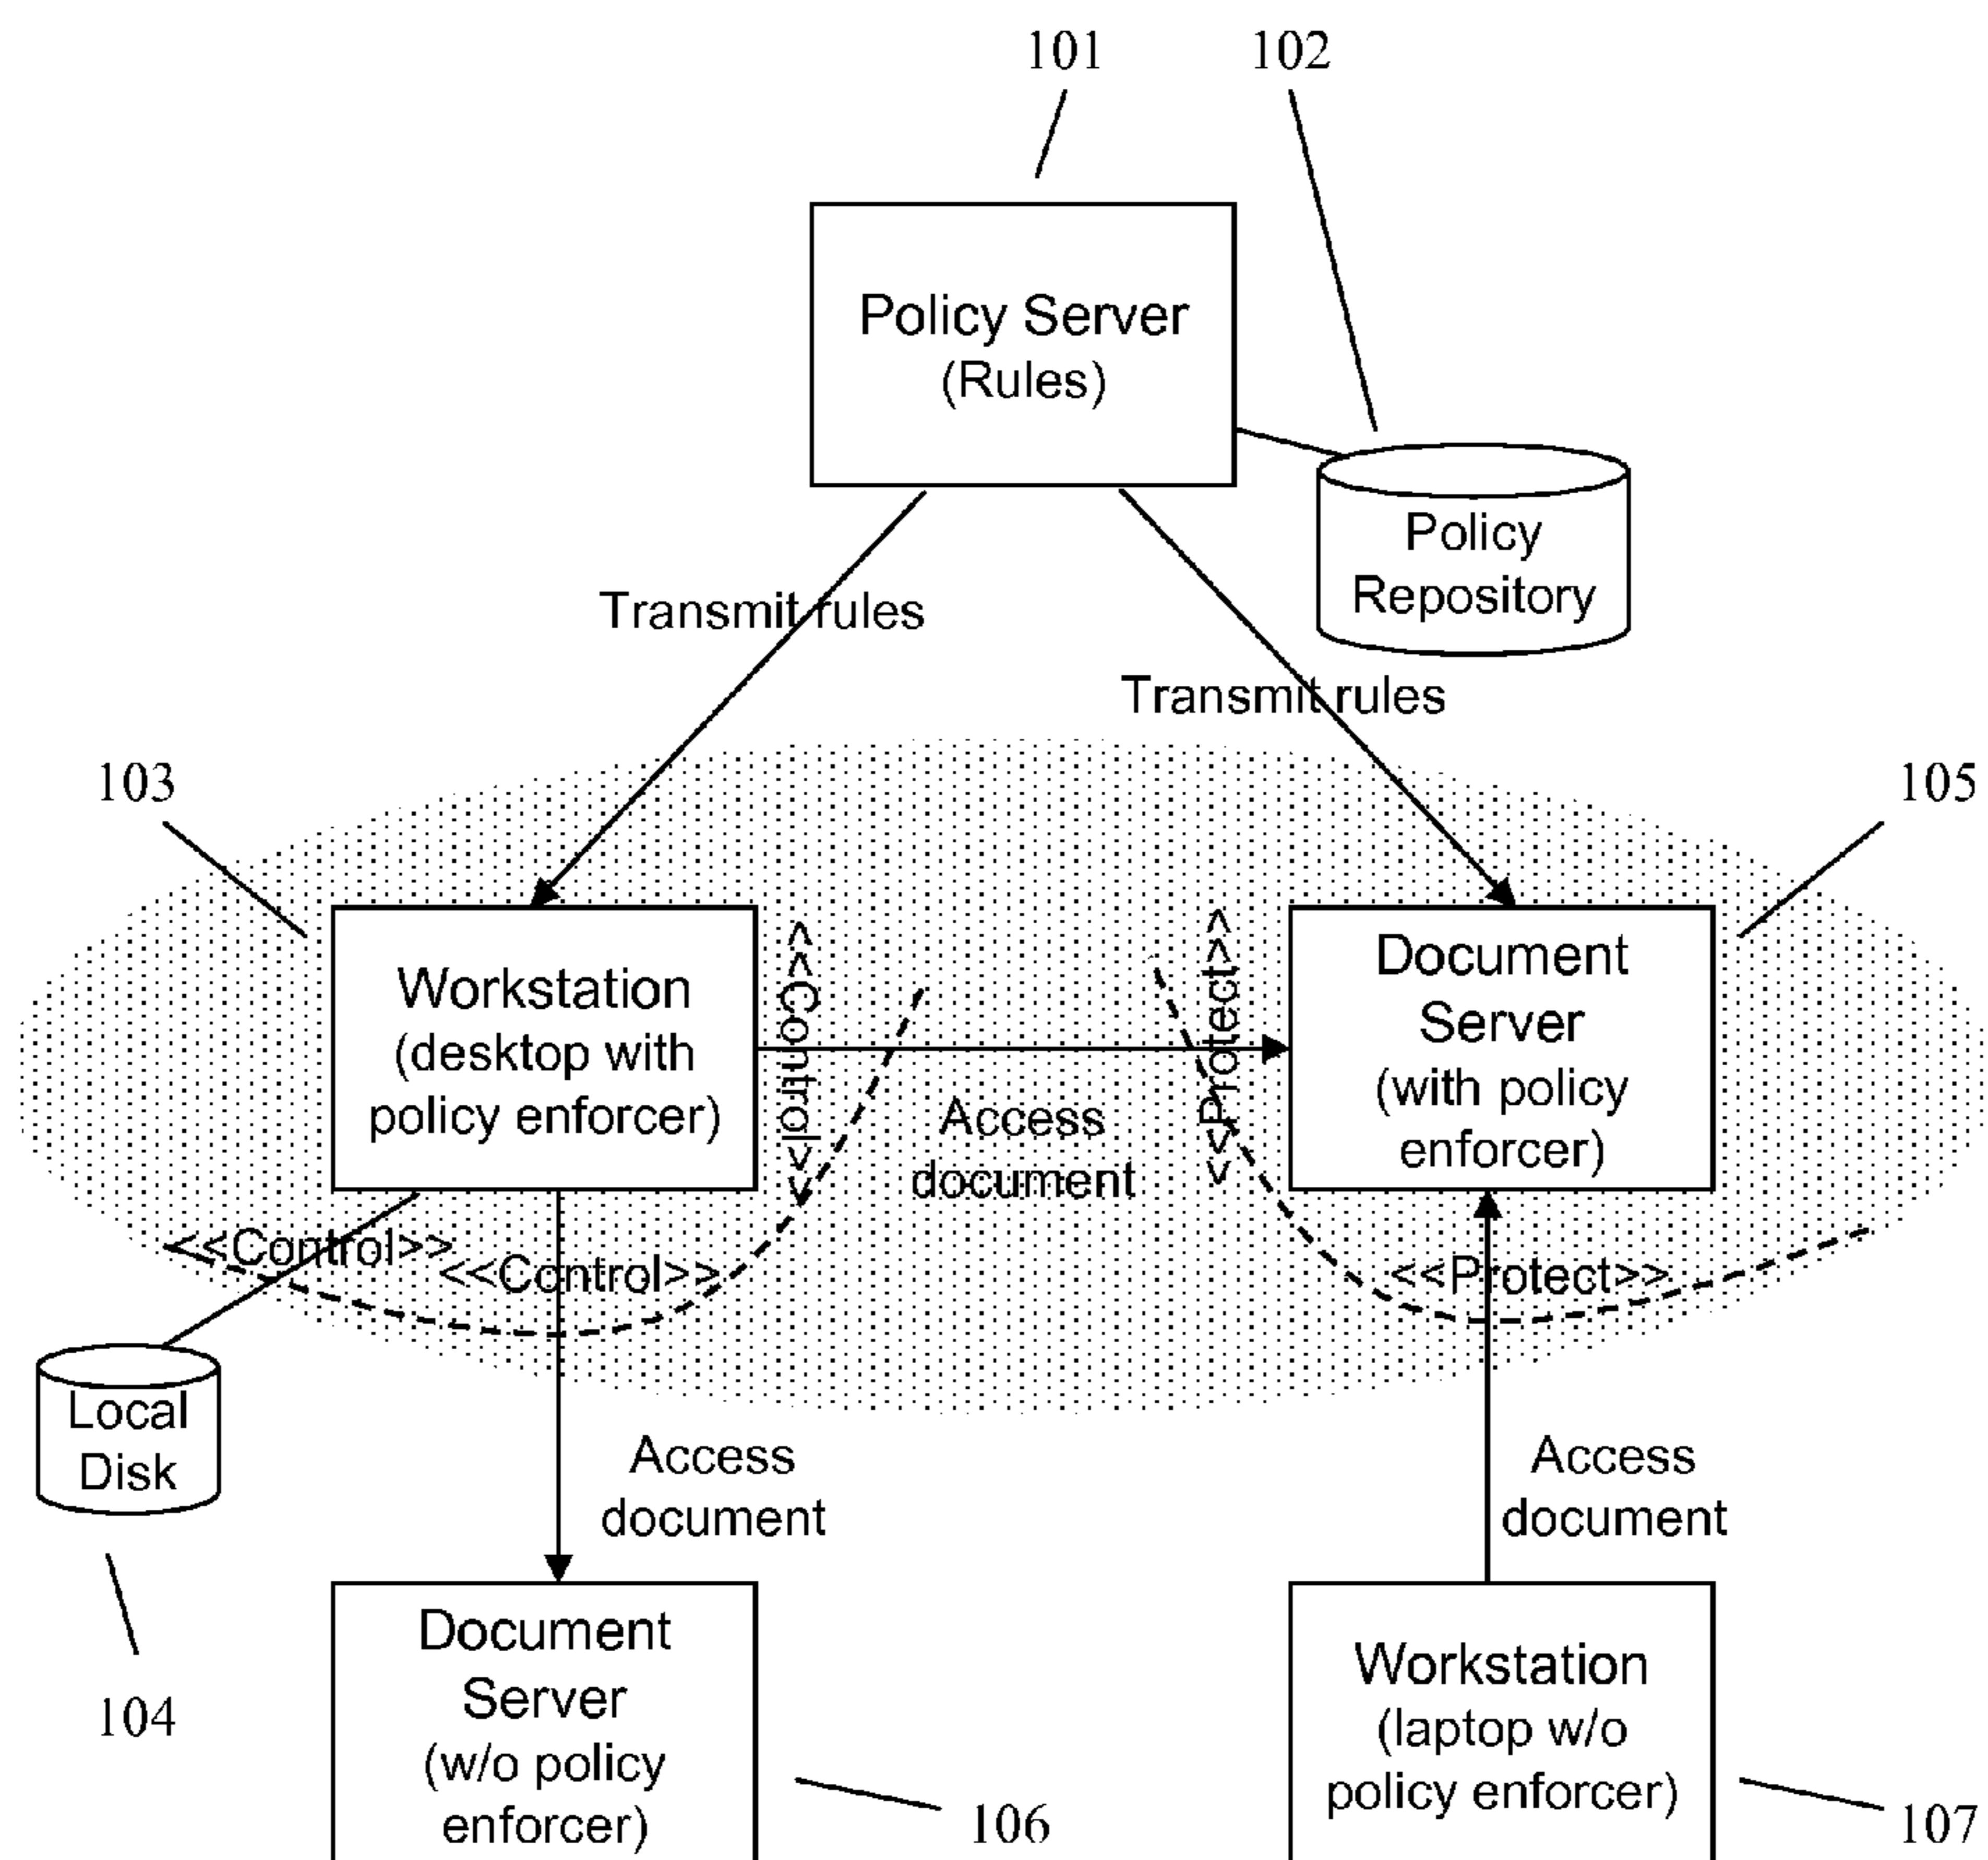 101
102
Policy Server
(Rules)
Policy
Repository
Transmit rules
Transmit rules
103
105
Workstation
(desktop with
policy enforcer)
<<Control>>
<<Protect>>
Document
Server
(with policy
enforcer)
Access
document
<<Control>>
<<Control>>
<<Protect>>
Local
Disk
Access
document
Access
document
104
Document
Server
(w/o policy
enforcer)
106
Workstation
(laptop w/o
policy enforcer)
107